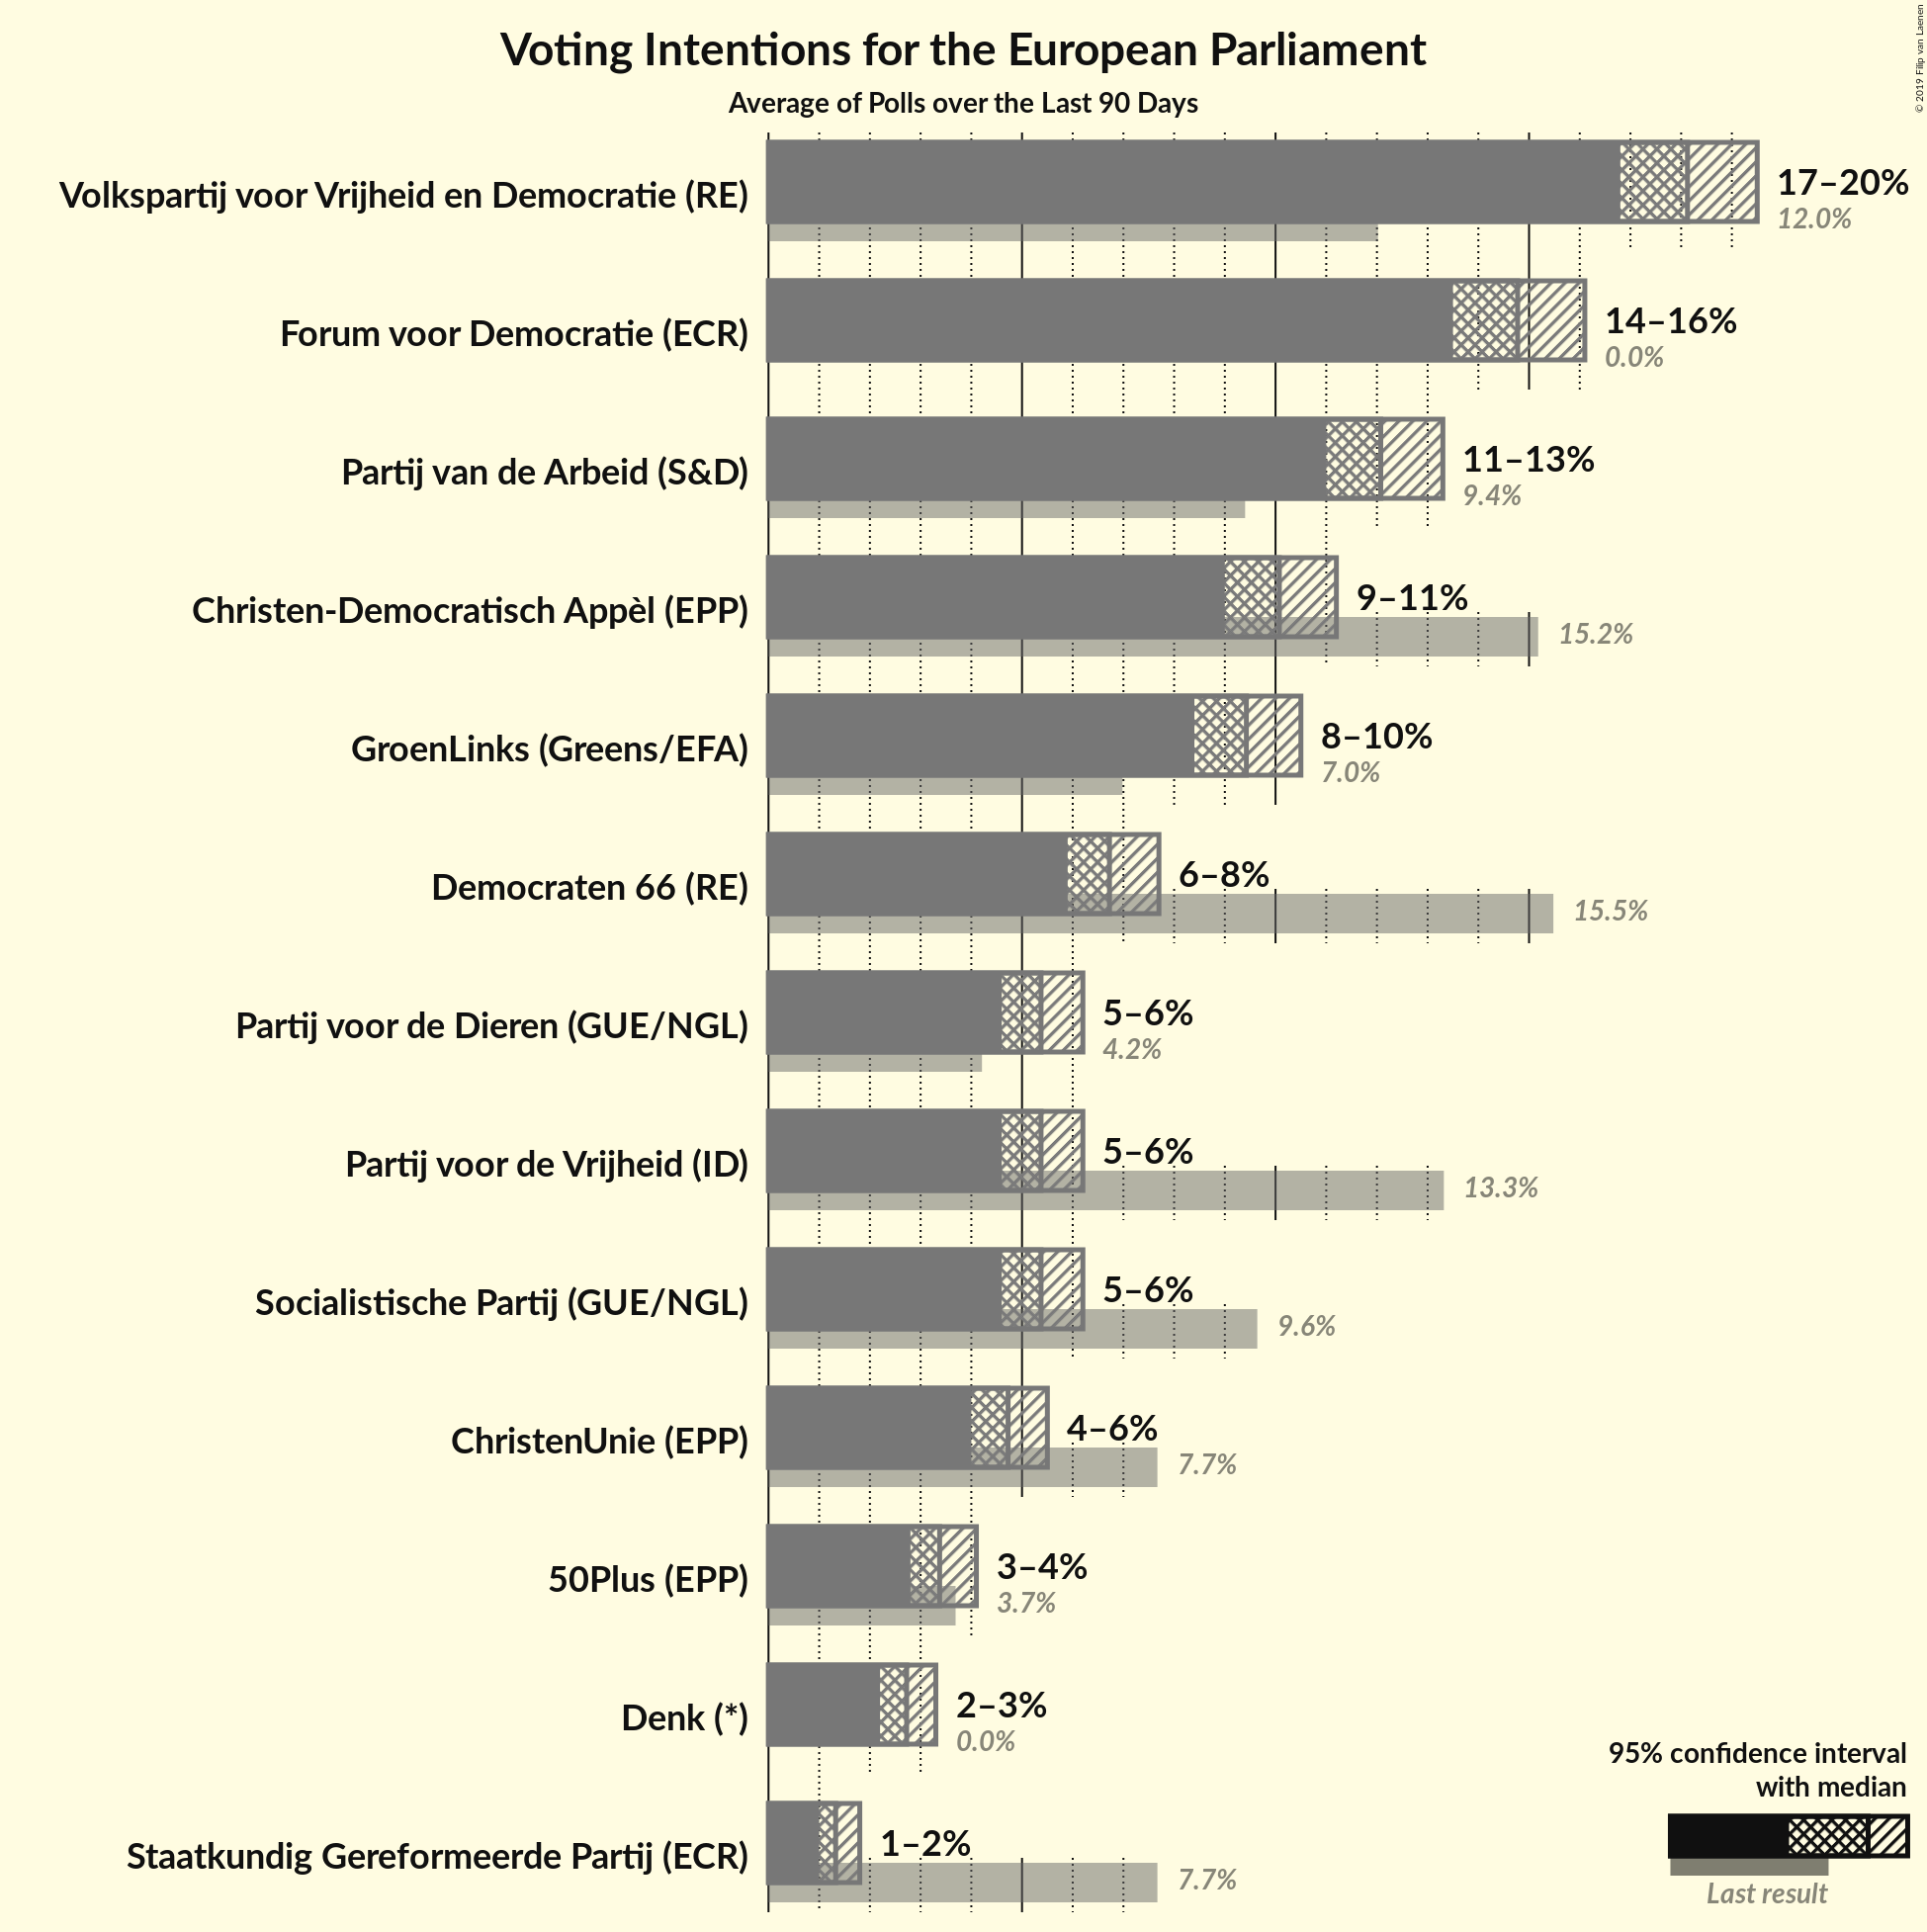 Voting Intentions for the European Parliament
Average of Polls over the Last 90 Days
© 2019 Filip van Laenen
Volkspartij voor Vrijheid en Democratie (RE)
17–20%
12.0%
Forum voor Democratie (ECR)
14–16%
0.0%
Partij van de Arbeid (S&D)
11–13%
9.4%
Christen-Democratisch Appèl (EPP)
9–11%
15.2%
GroenLinks (Greens/EFA)
8–10%
7.0%
Democraten 66 (RE)
6–8%
15.5%
Partij voor de Dieren (GUE/NGL)
5–6%
4.2%
Partij voor de Vrijheid (ID)
5–6%
13.3%
Socialistische Partij (GUE/NGL)
5–6%
9.6%
ChristenUnie (EPP)
4–6%
7.7%
50Plus (EPP)
3–4%
3.7%
Denk (*)
2–3%
0.0%
Staatkundig Gereformeerde Partij (ECR)
1–2%
7.7%
95% confidence interval
with median
Last result